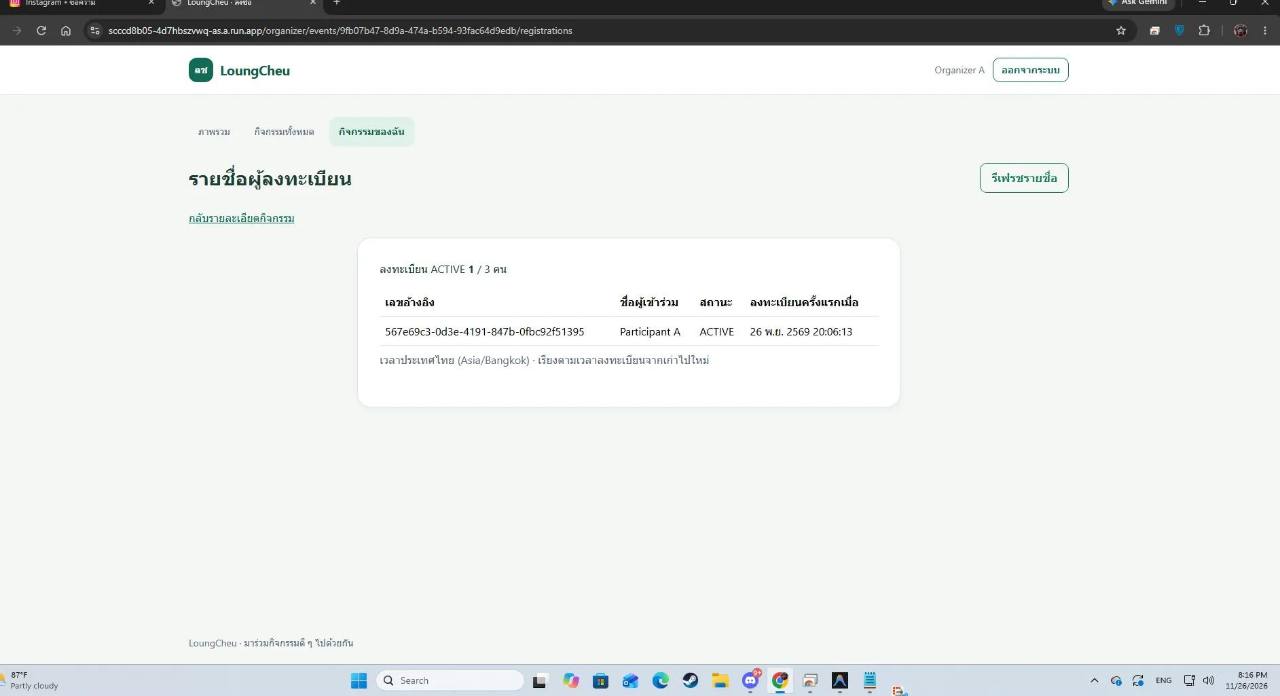 Instagram • ข้อความ
LoungCheu · ลงชื่อ
Ask Gemini
scccd8b05-4d7hbszvwq-as.a.run.app/organizer/events/9fb07b47-8d9a-474a-b594-93fac64d9edb/registrations
ลช LoungCheu
Organizer A ออกจากระบบ
ภาพรวม กิจกรรมทั้งหมด กิจกรรมของฉัน
รายชื่อผู้ลงทะเบียน
รีเฟรชรายชื่อ
กลับรายละเอียดกิจกรรม
ลงทะเบียน ACTIVE 1 / 3 คน
เลขอ้างอิง ชื่อผู้เข้าร่วม สถานะ ลงทะเบียนครั้งแรกเมื่อ
567e69c3-0d3e-4191-847b-0fbc92f51395 Participant A ACTIVE 26 พ.ย. 2569 20:06:13
เวลาประเทศไทย (Asia/Bangkok) · เรียงตามเวลาลงทะเบียนจากเก่าไปใหม่
LoungCheu · มาร่วมกิจกรรมดี ๆ ไปด้วยกัน
87°F
Partly cloudy
Search
9+
ENG
8:16 PM
11/26/2026